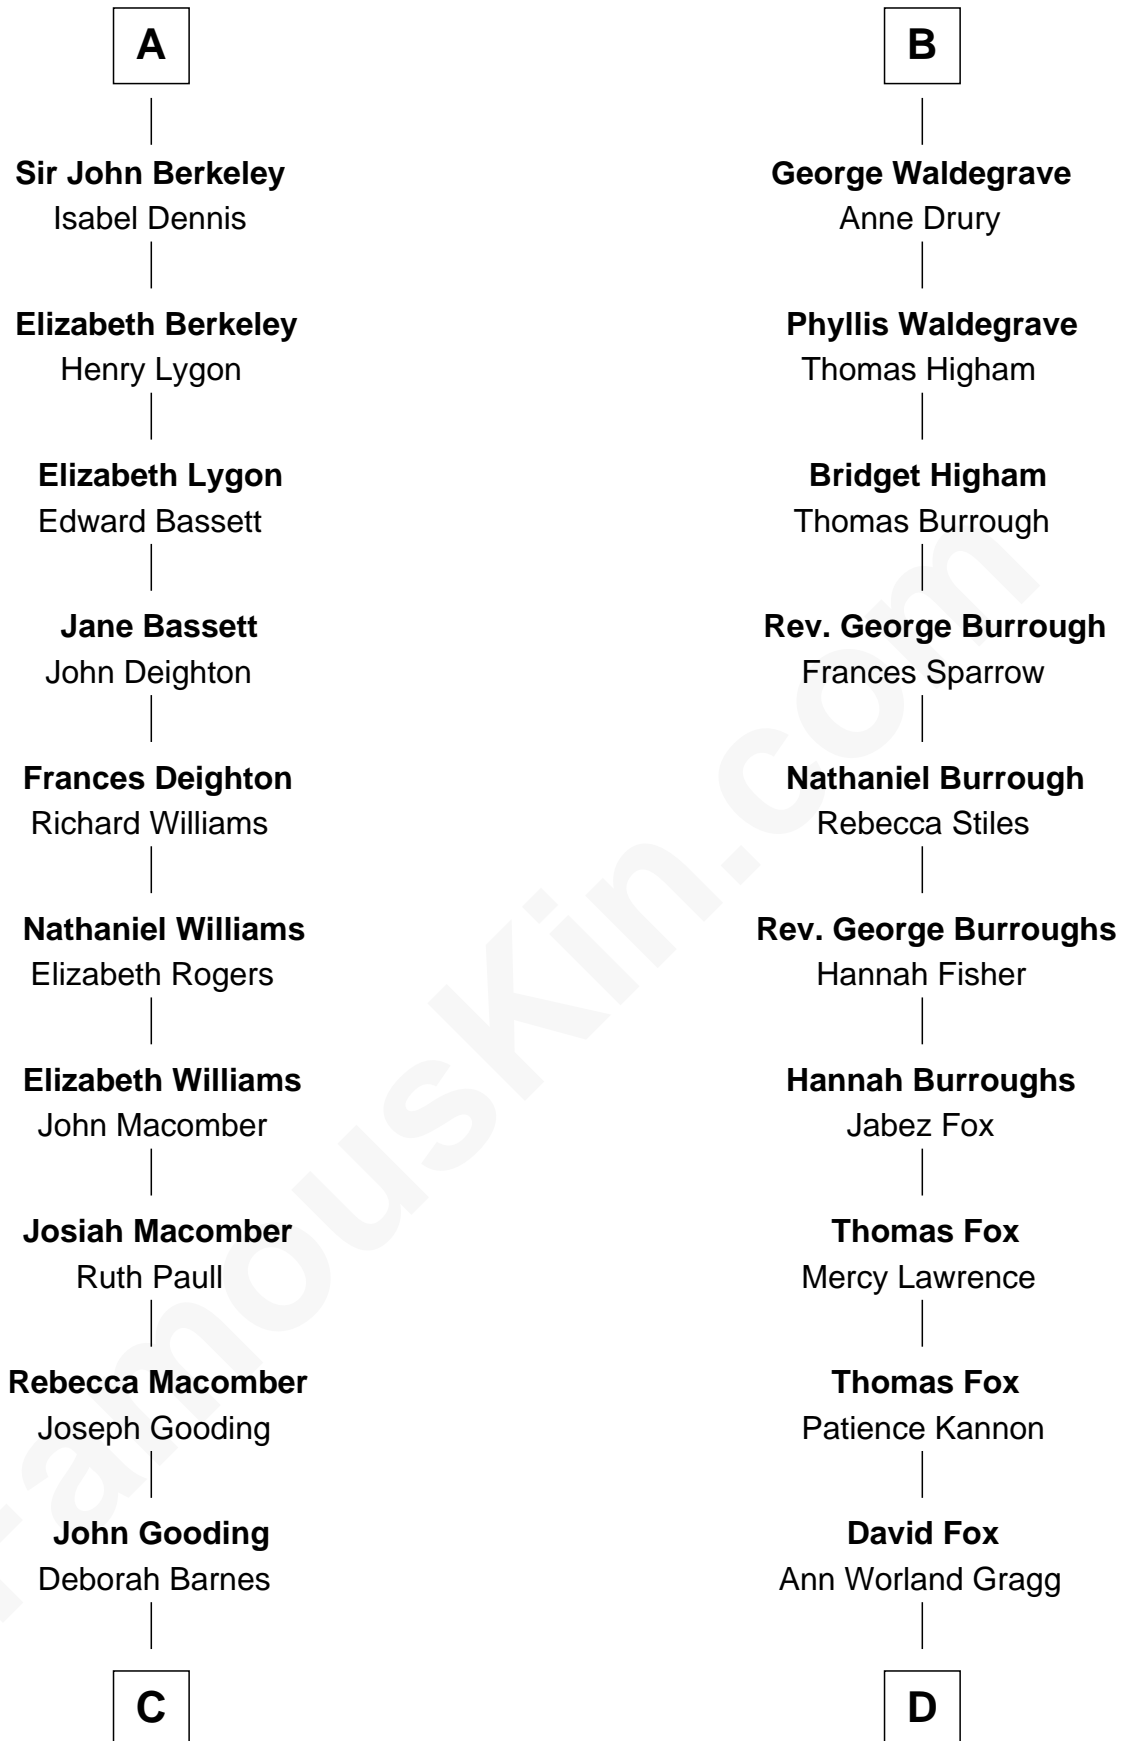 A
Sir John Berkeley
Isabel Dennis
Elizabeth Berkeley
Henry Lygon
Elizabeth Lygon
Edward Bassett
Jane Bassett
John Deighton
Frances Deighton
Richard Williams
Nathaniel Williams
Elizabeth Rogers
Elizabeth Williams
John Macomber
Josiah Macomber
Ruth Paull
Rebecca Macomber
Joseph Gooding
John Gooding
Deborah Barnes
C
B
George Waldegrave
Anne Drury
Phyllis Waldegrave
Thomas Higham
Bridget Higham
Thomas Burrough
Rev. George Burrough
Frances Sparrow
Nathaniel Burrough
Rebecca Stiles
Rev. George Burroughs
Hannah Fisher
Hannah Burroughs
Jabez Fox
Thomas Fox
Mercy Lawrence
Thomas Fox
Patience Kannon
David Fox
Ann Worland Gragg
D
FamousKin.com